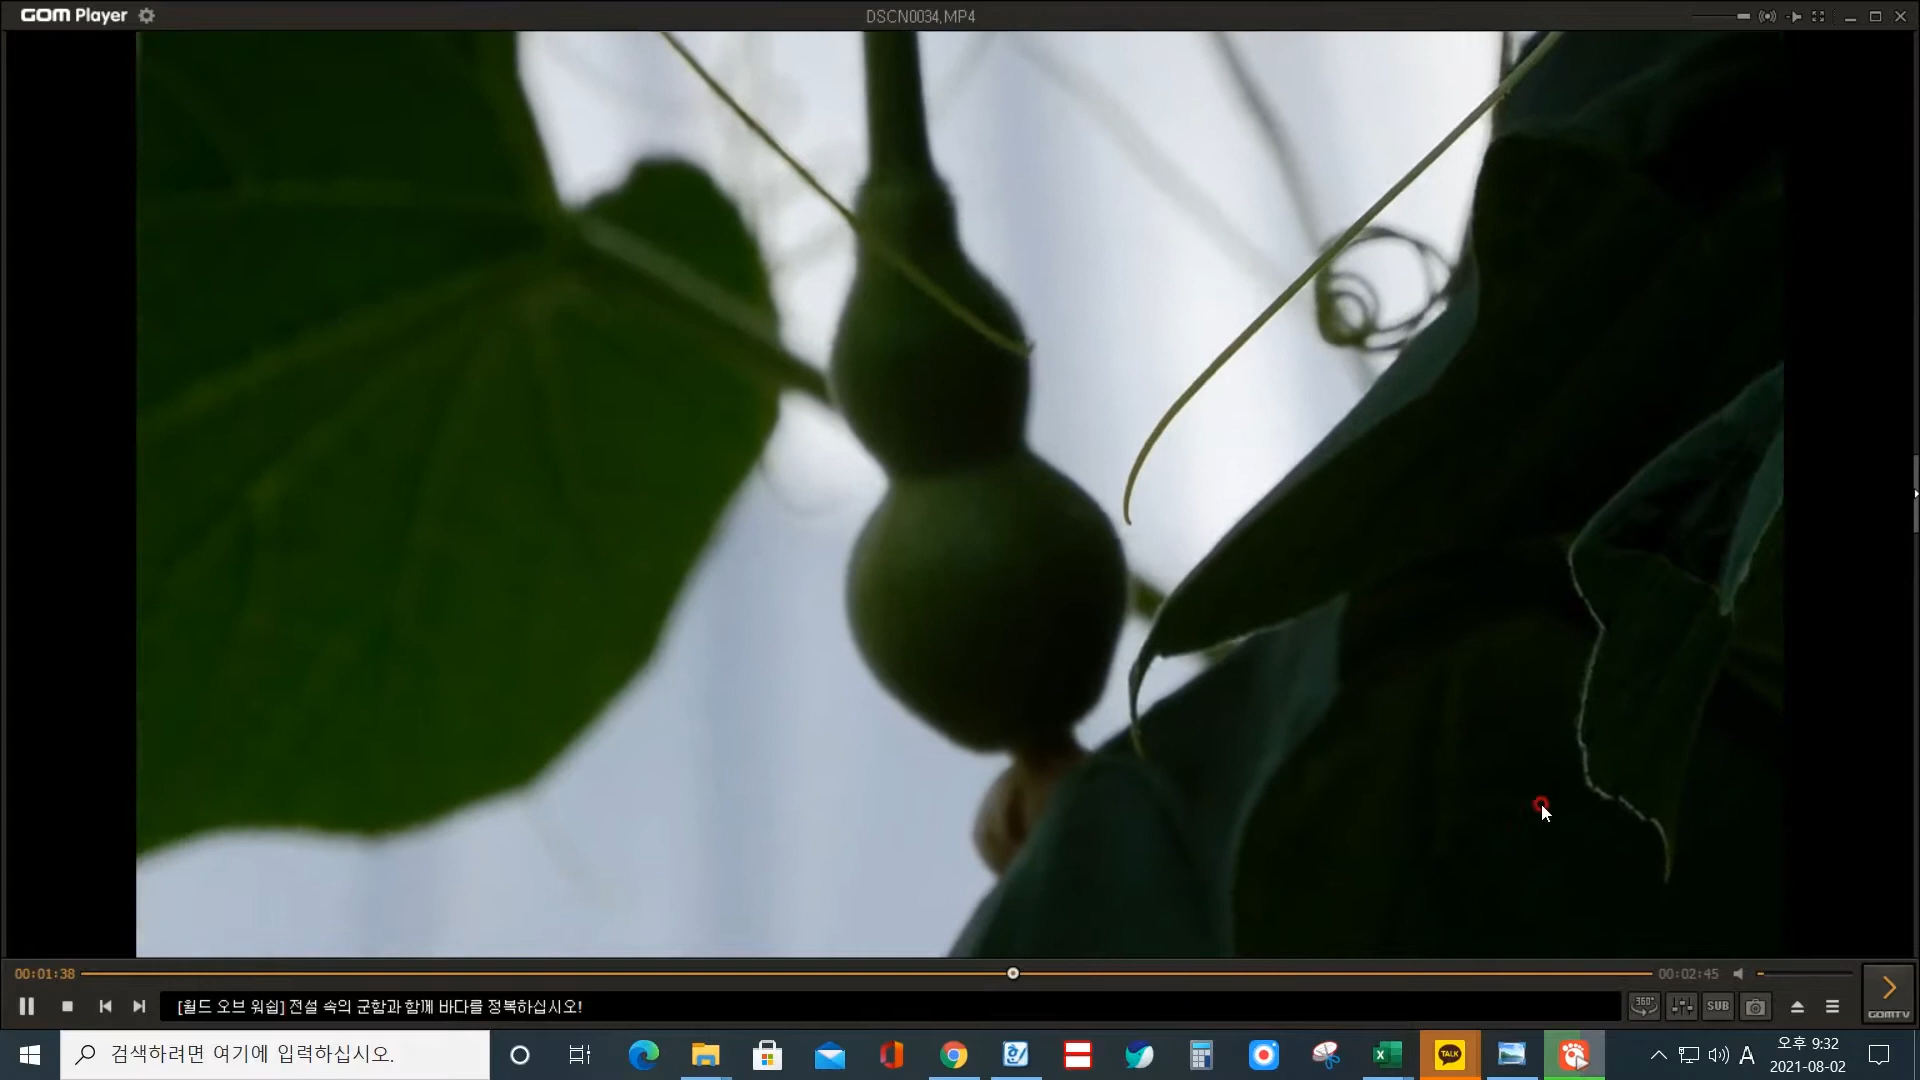 GOM Player
DSCN0034.MP4
00:01:38
00:02:45
[월드 오브 워쉽] 전설 속의 군함과 함께 바다를 정복하십시오!
360°
SUB
GOMTV
검색하려면 여기에 입력하십시오.
TALK
A
오후 9:32
2021-08-02